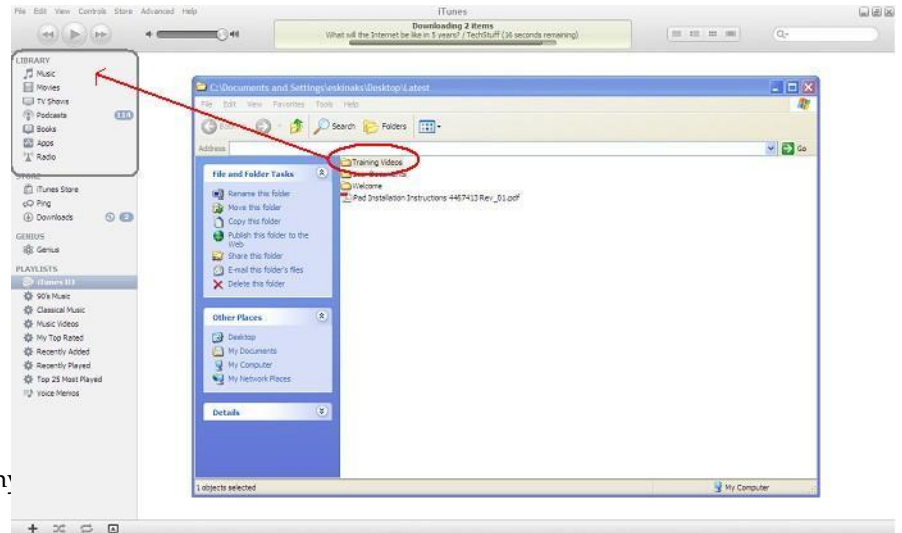 File Edit View Controls Store Advanced Help
iTunes
Downloading 2 items
What will the Internet be like in 5 years? / TechStuff (16 seconds remaining)
LIBRARY
Music
Movies
TV Shows
Podcasts 114
Books
Apps
Radio
STORE
iTunes Store
Ping
Downloads 2
GENIUS
Genius
PLAYLISTS
iTunes DJ
90's Music
Classical Music
Music Videos
My Top Rated
Recently Added
Recently Played
Top 25 Most Played
Voice Memos
C:\Documents and Settings\eskinaks\Desktop\Latest
File Edit View Favorites Tools Help
Search Folders
Address Go
File and Folder Tasks
Rename this folder
Move this folder
Copy this folder
Publish this folder to the
Web
Share this folder
E-mail this folder's files
Delete this folder
Other Places
Desktop
My Documents
My Computer
My Network Places
Details
Training Videos
Welcome
iPad Installation Instructions 4467413 Rev_01.pdf
1 objects selected
My Computer